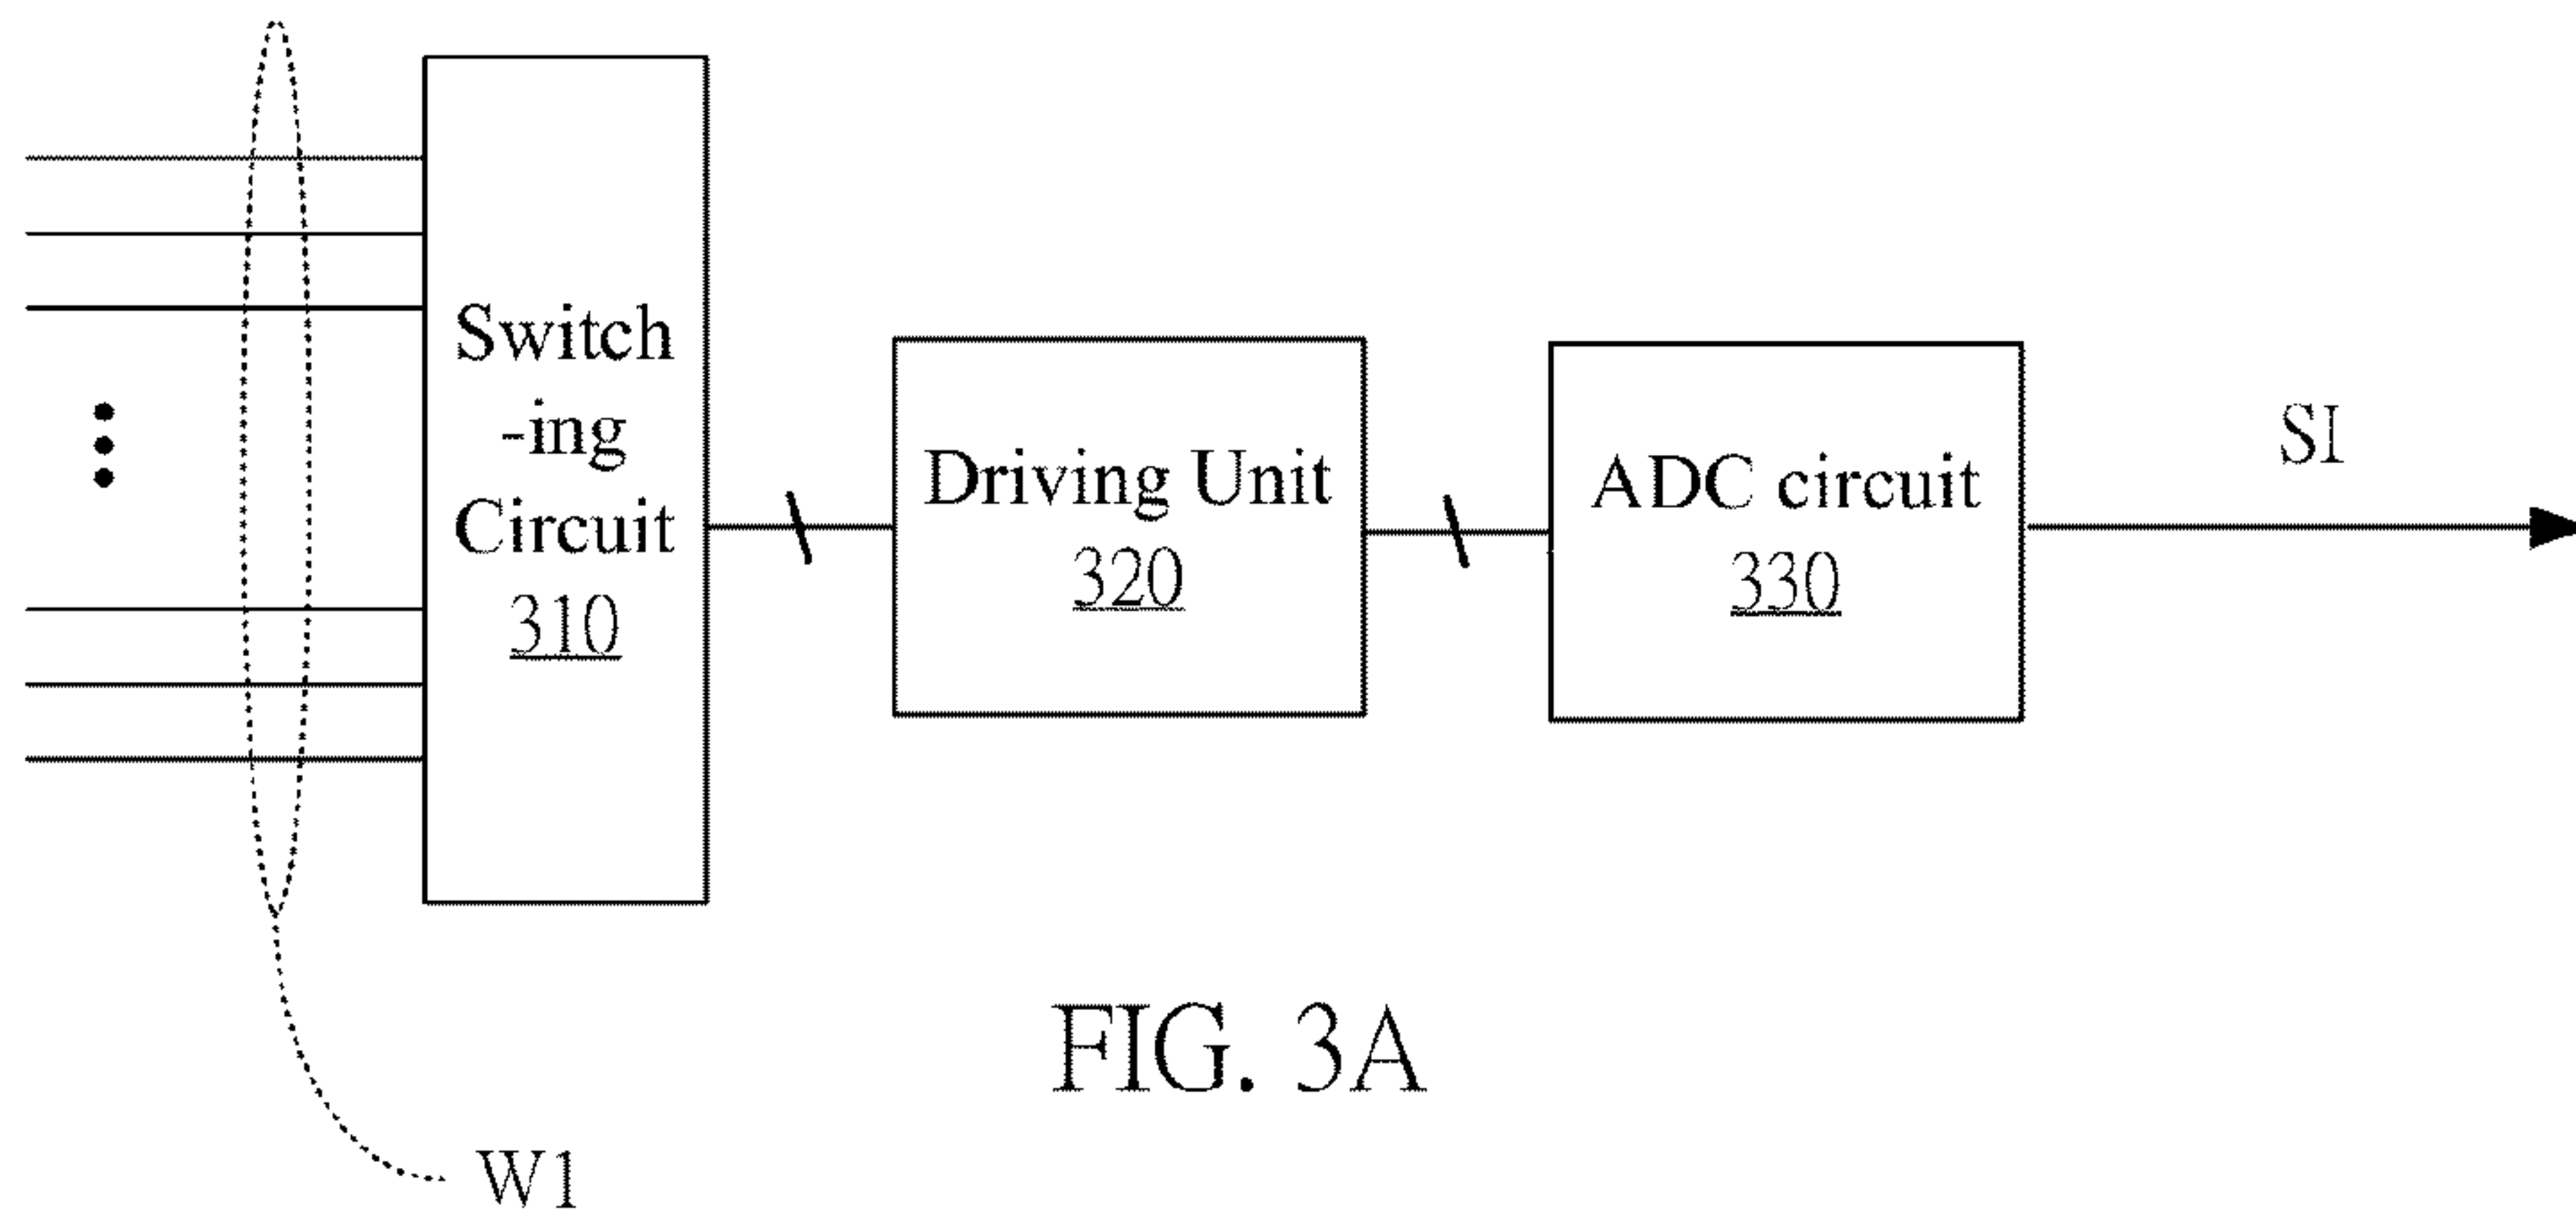 Switch
-ing
Circuit
310
Driving Unit
320
ADC circuit
330
SI
FIG. 3A
W1